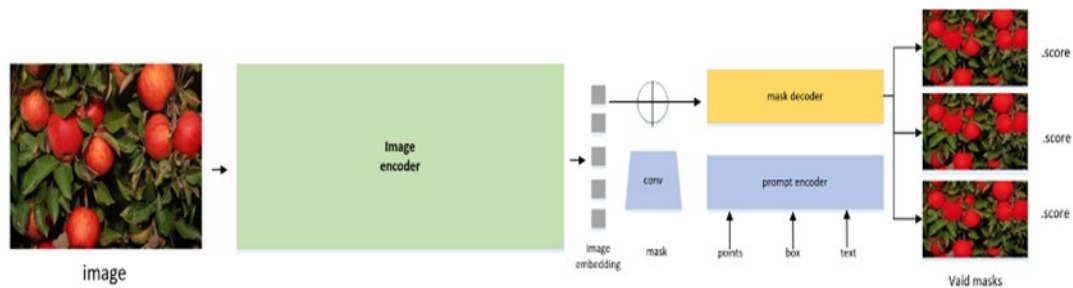 image
Image
encoder
image
embedding
mask
conv
mask decoder
prompt encoder
points
box
text
.score
.score
.score
Vaid masks